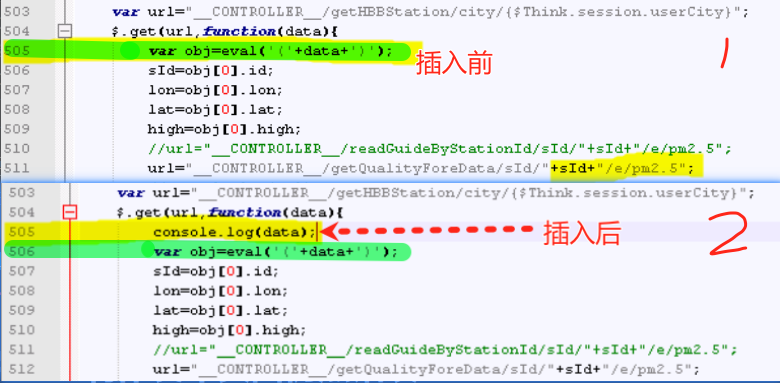 503 var url="__CONTROLLER__/getHBBStation/city/{$Think.session.userCity}";
504 $.get(url,function(data){
505 var obj=eval('('+data+')');
插入前
1
506 sId=obj[0].id;
507 lon=obj[0].lon;
508 lat=obj[0].lat;
509 high=obj[0].high;
510 //url="__CONTROLLER__/readGuideByStationId/sId/"+sId+"/e/pm2.5";
511 url="__CONTROLLER__/getQualityForeData/sId/"+sId+"/e/pm2.5";
503 var url="__CONTROLLER__/getHBBStation/city/{$Think.session.userCity}";
504 $.get(url,function(data){
505 console.log(data);
插入后
2
506 var obj=eval('('+data+')');
507 sId=obj[0].id;
508 lon=obj[0].lon;
509 lat=obj[0].lat;
510 high=obj[0].high;
511 //url="__CONTROLLER__/readGuideByStationId/sId/"+sId+"/e/pm2.5";
512 url="__CONTROLLER__/getQualityForeData/sId/"+sId+"/e/pm2.5";